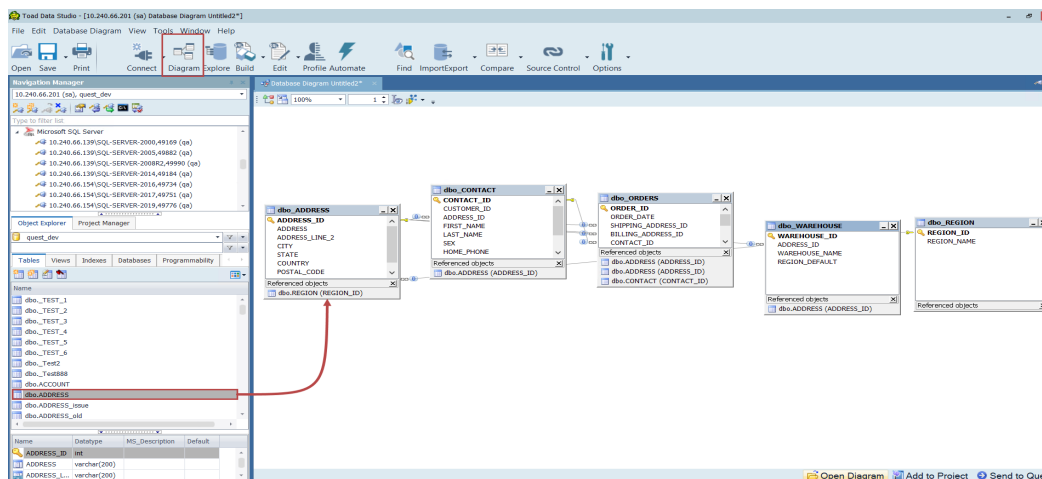 Toad Data Studio - [10.240.66.201 (sa) Database Diagram Untitled2*]
File Edit Database Diagram View Tools Window Help
Open Save Print Connect Diagram Explore Build Edit Profile Automate Find ImportExport Compare Source Control Options
Navigation Manager
Database Diagram Untitled2*
10.240.66.201 (sa), quest_dev
100%
1
Type to filter list
Microsoft SQL Server
10.240.66.139\SQL-SERVER-2000,49169 (qa)
10.240.66.139\SQL-SERVER-2005,49882 (qa)
10.240.66.139\SQL-SERVER-2008R2,49990 (qa)
10.240.66.139\SQL-SERVER-2014,49184 (qa)
10.240.66.154\SQL-SERVER-2016,49734 (qa)
10.240.66.154\SQL-SERVER-2017,49751 (qa)
10.240.66.154\SQL-SERVER-2019,49776 (qa)
Object Explorer Project Manager
quest_dev
Tables Views Indexes Databases Programmability
Name
dbo._TEST_1
dbo._TEST_2
dbo._TEST_3
dbo._TEST_4
dbo._TEST_5
dbo._TEST_6
dbo._Test2
dbo._Test888
dbo.ACCOUNT
dbo.ADDRESS
dbo.ADDRESS_issue
dbo.ADDRESS_old
Name Datatype MS_Description Default
ADDRESS_ID int
ADDRESS varchar(200)
ADDRESS_L... varchar(200)
dbo_ADDRESS
ADDRESS_ID
ADDRESS
ADDRESS_LINE_2
CITY
STATE
COUNTRY
POSTAL_CODE
Referenced objects
dbo.REGION (REGION_ID)
dbo_CONTACT
CONTACT_ID
CUSTOMER_ID
ADDRESS_ID
FIRST_NAME
LAST_NAME
SEX
HOME_PHONE
Referenced objects
dbo.ADDRESS (ADDRESS_ID)
dbo_ORDERS
ORDER_ID
ORDER_DATE
SHIPPING_ADDRESS_ID
BILLING_ADDRESS_ID
CONTACT_ID
Referenced objects
dbo.ADDRESS (ADDRESS_ID)
dbo.ADDRESS (ADDRESS_ID)
dbo.CONTACT (CONTACT_ID)
dbo_WAREHOUSE
WAREHOUSE_ID
ADDRESS_ID
WAREHOUSE_NAME
REGION_DEFAULT
Referenced objects
dbo.ADDRESS (ADDRESS_ID)
dbo_REGION
REGION_ID
REGION_NAME
Referenced objects
Open Diagram Add to Project Send to Que